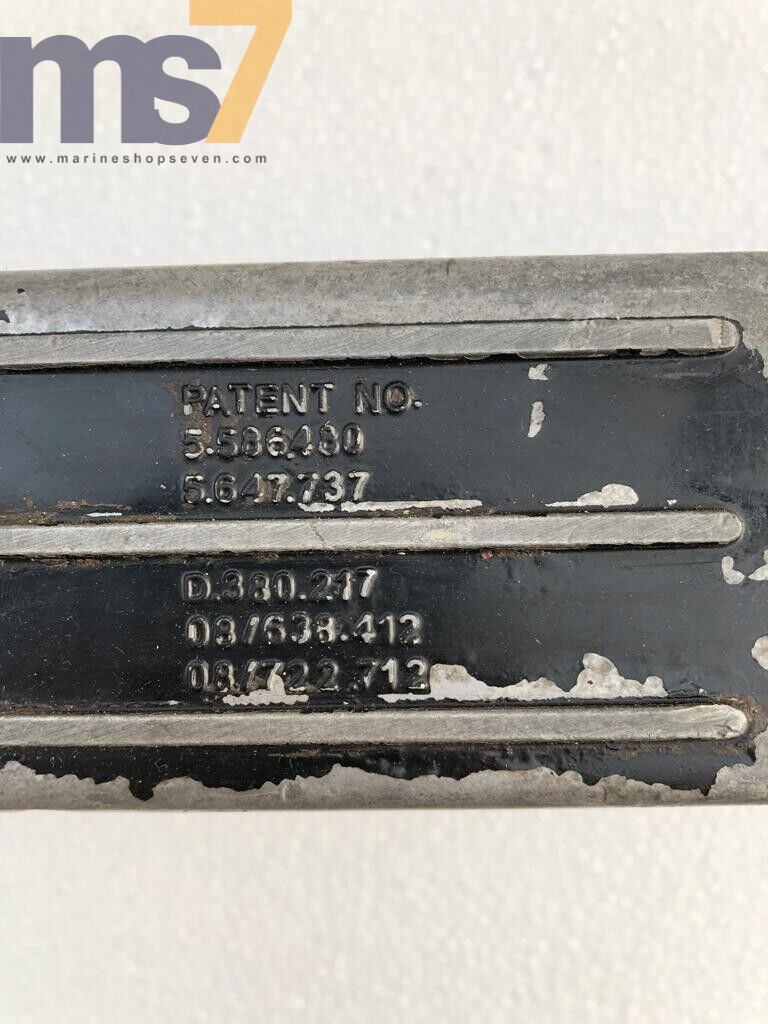 ms7
www.marineshopseven.com
PATENT NO.
5.586.480
5.647.737
D.380.217
08/638.412
08/722.712